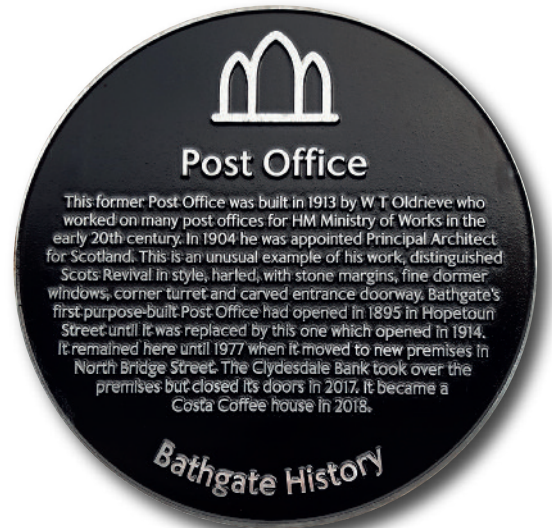 Post Office
This former Post Office was built in 1913 by W T Oldrieve who
worked on many post offices for HM Ministry of Works in the
early 20th century. In 1904 he was appointed Principal Architect
for Scotland. This is an unusual example of his work, distinguished
Scots Revival in style, harled, with stone margins, fine dormer
windows, corner turret and carved entrance doorway. Bathgate's
first purpose-built Post Office had opened in 1895 in Hopetoun
Street until it was replaced by this one which opened in 1914.
It remained here until 1977 when it moved to new premises in
North Bridge Street. The Clydesdale Bank took over the
premises but closed its doors in 2017. It became a
Costa Coffee house in 2018.
Bathgate History